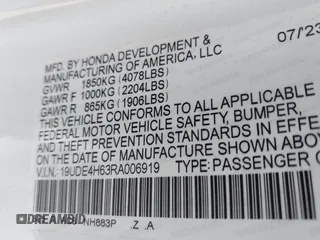 MFD BY HONDA DEVELOPMENT &
MANUFACTURING OF AMERICA, LLC 07/23
GVWR 1850KG (4078LBS)
GAWR F 1000KG (2204LBS)
GAWR R 865KG (1906LBS)
THIS VEHICLE CONFORMS TO ALL APPLICABLE
FEDERAL MOTOR VEHICLE SAFETY, BUMPER,
AND THEFT PREVENTION STANDARDS IN EFFE
ON THE DATE OF MANUFACTURE SHOWN ABOV
V.I.N.: 19UDE4H63RA006919 TYPE: PASSENGER C
NH883P .Z .A
DREAMBID